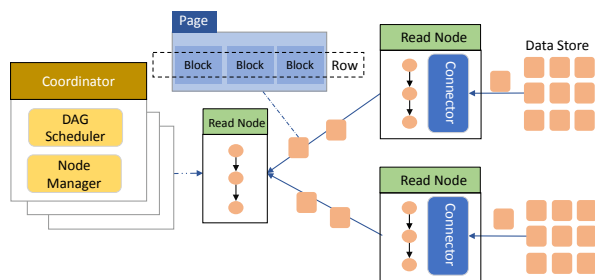 Page
Block Block Block Row
Coordinator
DAG
Scheduler
Node
Manager
Read Node
Read Node
Connector
Data Store
Read Node
Connector